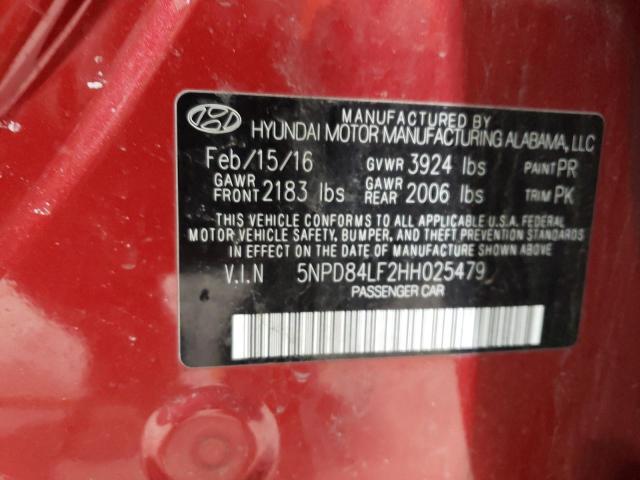 MANUFACTURED BY
HYUNDAI MOTOR MANUFACTURING ALABAMA, LLC
Feb/15/16 GVWR 3924 lbs PAINT PR
GAWR FRONT 2183 lbs GAWR REAR 2006 lbs TRIM PK
THIS VEHICLE CONFORMS TO ALL APPLICABLE U.S.A. FEDERAL
MOTOR VEHICLE SAFETY, BUMPER, AND THEFT PREVENTION STANDARDS
IN EFFECT ON THE DATE OF MANUFACTURE SHOWN ABOVE.
V.I.N 5NPD84LF2HH025479
PASSENGER CAR